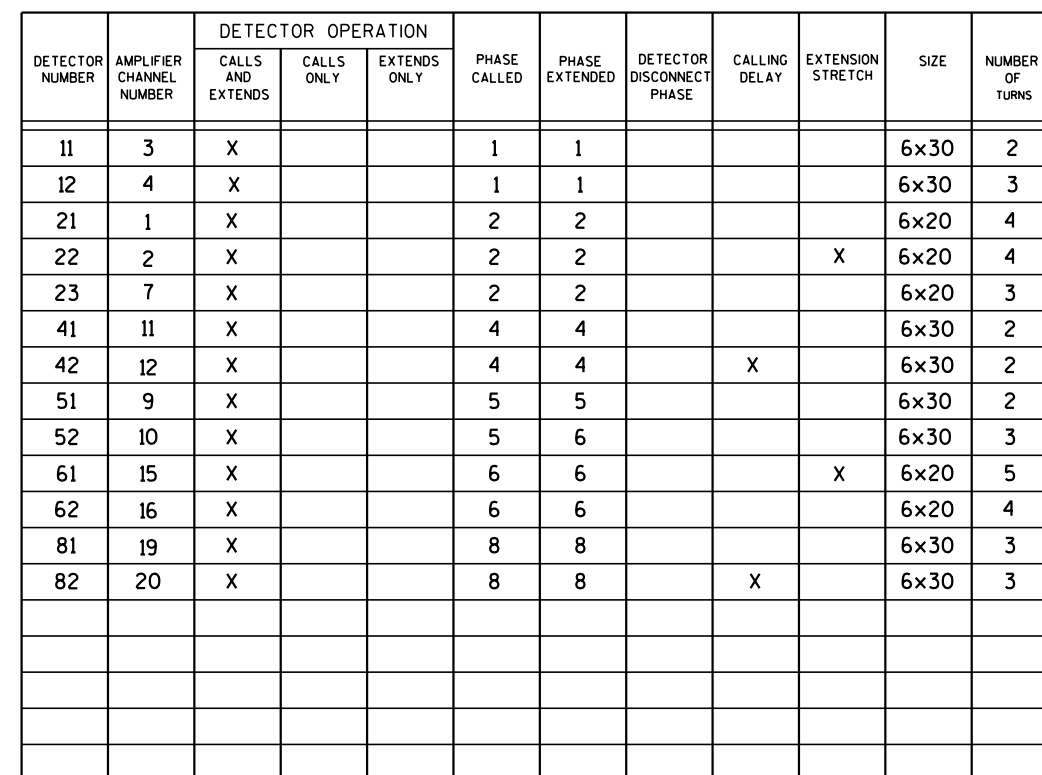 DETECTOR OPERATION
DETECTOR NUMBER AMPLIFIER CHANNEL NUMBER CALLS AND EXTENDS CALLS ONLY EXTENDS ONLY PHASE CALLED PHASE EXTENDED DETECTOR DISCONNECT PHASE CALLING DELAY EXTENSION STRETCH SIZE NUMBER OF TURNS
11 3 X 1 1 6x30 2
12 4 X 1 1 6x30 3
21 1 X 2 2 6x20 4
22 2 X 2 2 X 6x20 4
23 7 X 2 2 6x20 3
41 11 X 4 4 6x30 2
42 12 X 4 4 X 6x30 2
51 9 X 5 5 6x30 2
52 10 X 5 6 6x30 3
61 15 X 6 6 X 6x20 5
62 16 X 6 6 6x20 4
81 19 X 8 8 6x30 3
82 20 X 8 8 X 6x30 3